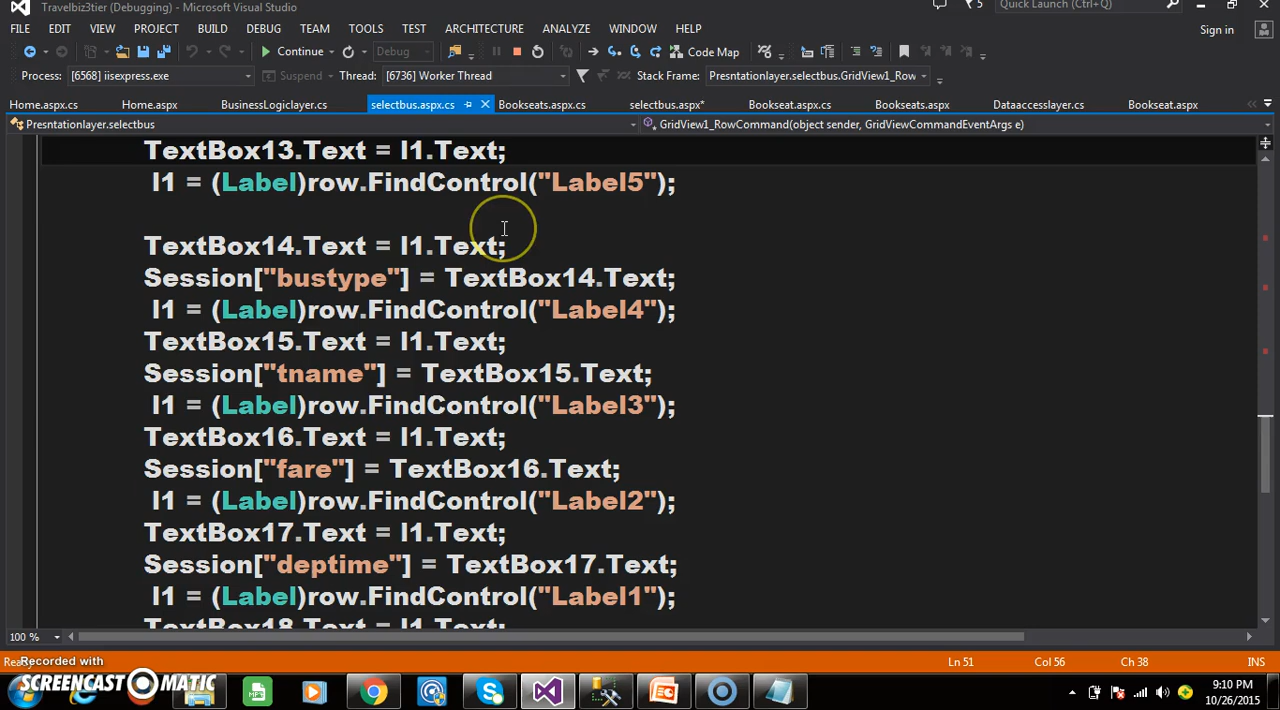 Travelbiz3tier (Debugging) - Microsoft Visual Studio
5
Quick Launch (Ctrl+Q)
FILE EDIT VIEW PROJECT BUILD DEBUG TEAM TOOLS TEST ARCHITECTURE ANALYZE WINDOW HELP
Sign in
Continue Debug Code Map
Process: [6568] iisexpress.exe Suspend Thread: [6736] Worker Thread Stack Frame: Presntationlayer.selectbus.GridView1_Row
Home.aspx.cs Home.aspx BusinessLogiclayer.cs selectbus.aspx.cs Bookseats.aspx.cs selectbus.aspx* Bookseat.aspx.cs Bookseats.aspx Dataaccesslayer.cs Bookseat.aspx
Presntationlayer.selectbus GridView1_RowCommand(object sender, GridViewCommandEventArgs e)
TextBox13.Text = l1.Text;
l1 = (Label)row.FindControl("Label5");
TextBox14.Text = l1.Text;
Session["bustype"] = TextBox14.Text;
l1 = (Label)row.FindControl("Label4");
TextBox15.Text = l1.Text;
Session["tname"] = TextBox15.Text;
l1 = (Label)row.FindControl("Label3");
TextBox16.Text = l1.Text;
Session["fare"] = TextBox16.Text;
l1 = (Label)row.FindControl("Label2");
TextBox17.Text = l1.Text;
Session["deptime"] = TextBox17.Text;
l1 = (Label)row.FindControl("Label1");
TextBox18.Text = l1.Text;
100 %
Ln 51 Col 56 Ch 38 INS
Recorded with
SCREENCAST MATIC
9:10 PM
10/26/2015